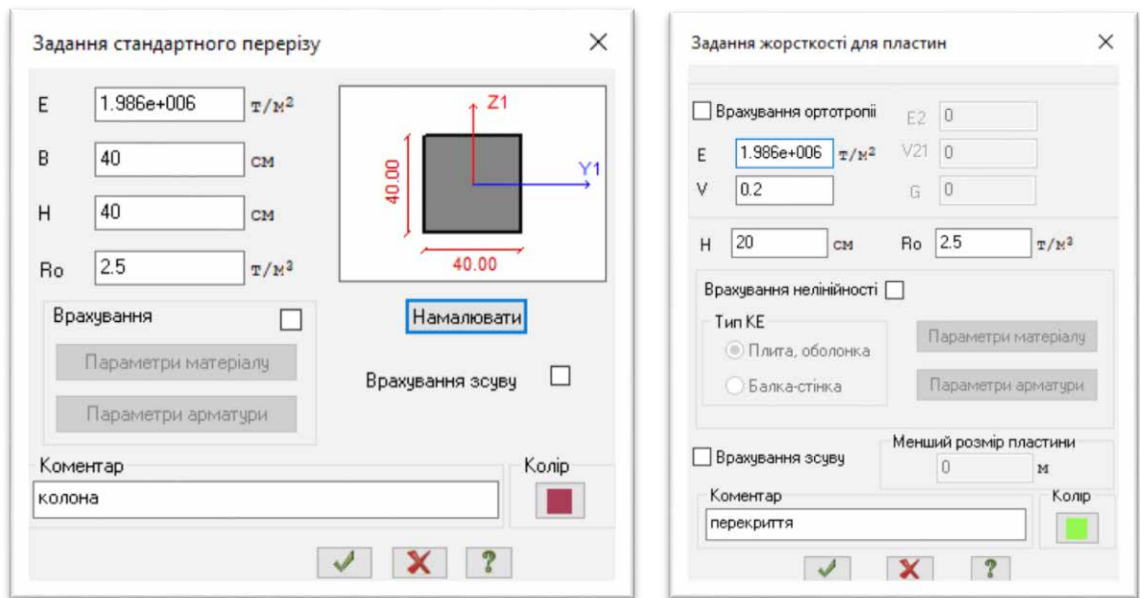 Задання стандартного перерізу
E 1.986e+006 т/м²
B 40 см
H 40 см
Ro 2.5 т/м³
Z1
Y1
40.00
40.00
Врахування
Намалювати
Параметри матеріалу
Врахування зсуву
Параметри арматури
Коментар
Колір
колона
Задання жорсткості для пластин
Врахування ортотропії
E2 0
E 1.986e+006 т/м²
V21 0
V 0.2
G 0
H 20 см
Ro 2.5 т/м³
Врахування нелінійності
Тип КЕ
Параметри матеріалу
Плита, оболонка
Балка-стінка
Параметри арматури
Менший розмір пластини
Врахування зсуву
0 м
Коментар
Колір
перекриття